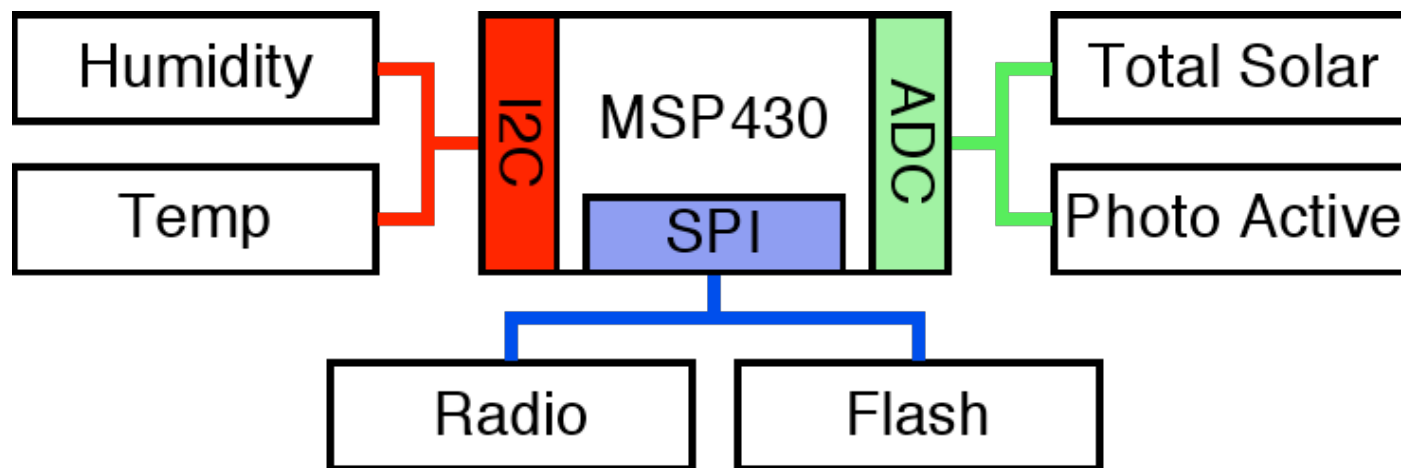 Humidity
Temp
I2C
MSP430
SPI
ADC
Total Solar
Photo Active
Radio
Flash